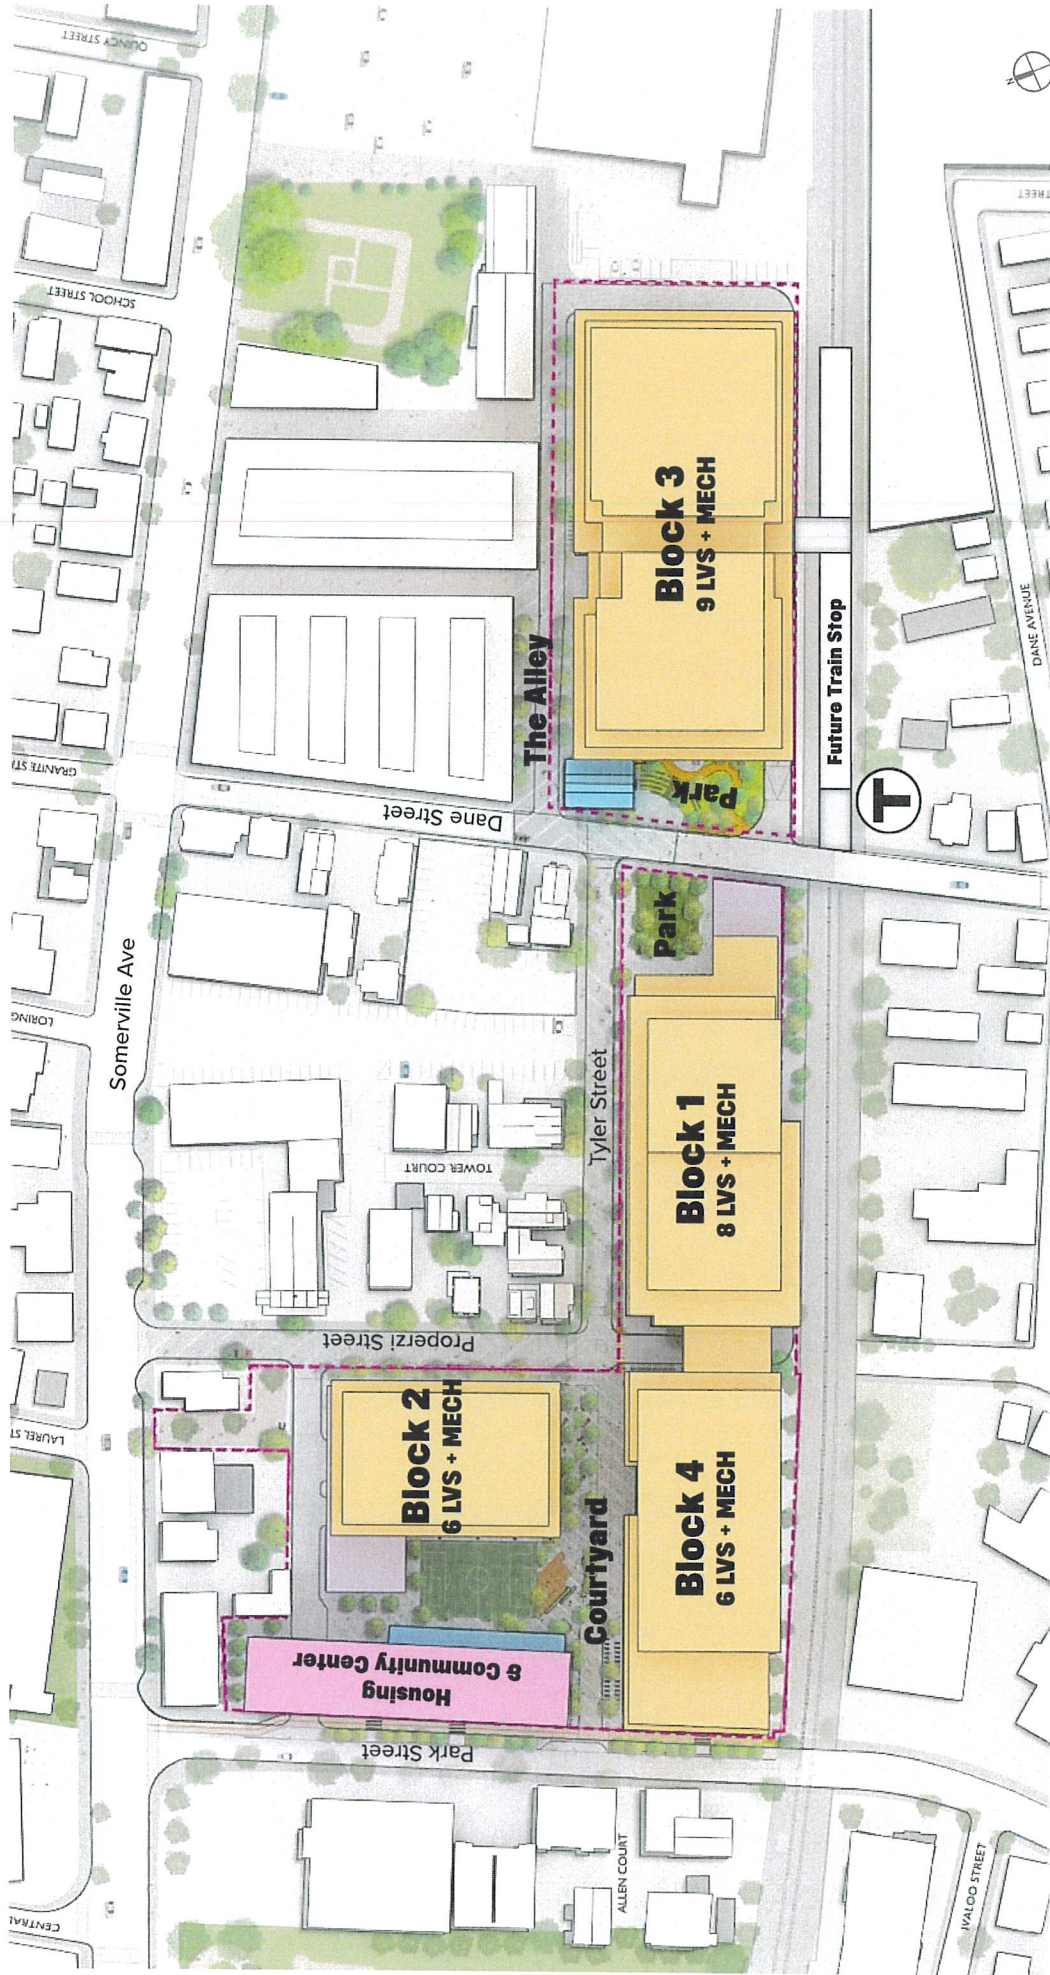 QUINCY STREET
SCHOOL STREET
GRANITE ST
LORING
LAUREL ST
CENTRAL
Somerville Ave
Dane Street
The Alley
Block 3
9 LVS + MECH
Park
Future Train Stop
T
N
STREET
DANE AVENUE
Park
Tyler Street
TOWER COURT
Block 1
8 LVS + MECH
Properzi Street
Block 2
6 LVS + MECH
Courtyard
Block 4
6 LVS + MECH
Housing
& Community Center
Park Street
ALLEN COURT
IVALOO STREET